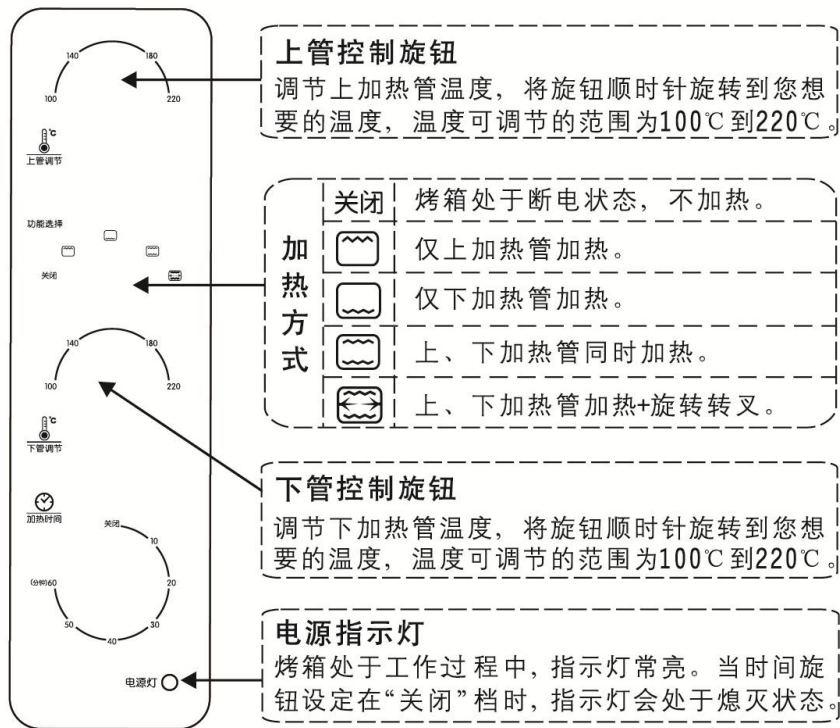 140
180
100
220
℃
上管调节
功能选择
关闭
140
180
100
220
℃
下管调节
加热时间
关闭
10
20
30
40
50
(分钟)60
电源灯
上管控制旋钮
调节上加热管温度，将旋钮顺时针旋转到您想
要的温度，温度可调节的范围为100℃到220℃。
加热方式
关闭 烤箱处于断电状态，不加热。
仅上加热管加热。
仅下加热管加热。
上、下加热管同时加热。
上、下加热管加热+旋转转叉。
下管控制旋钮
调节下加热管温度，将旋钮顺时针旋转到您想
要的温度，温度可调节的范围为100℃到220℃。
电源指示灯
烤箱处于工作过程中，指示灯常亮。当时间旋
钮设定在“关闭”档时，指示灯会处于熄灭状态。